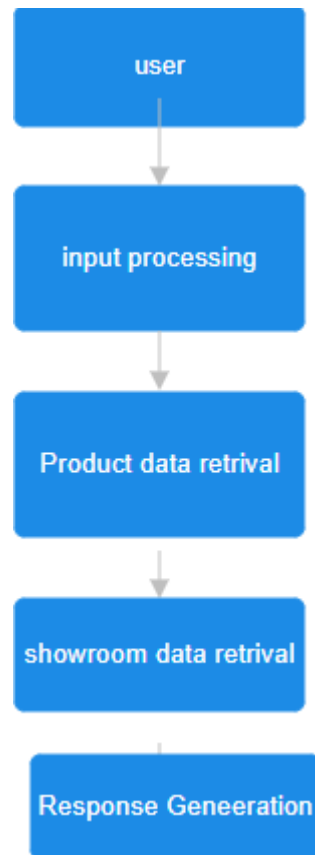 user
input processing
Product data retrival
showroom data retrival
Response Geneeration